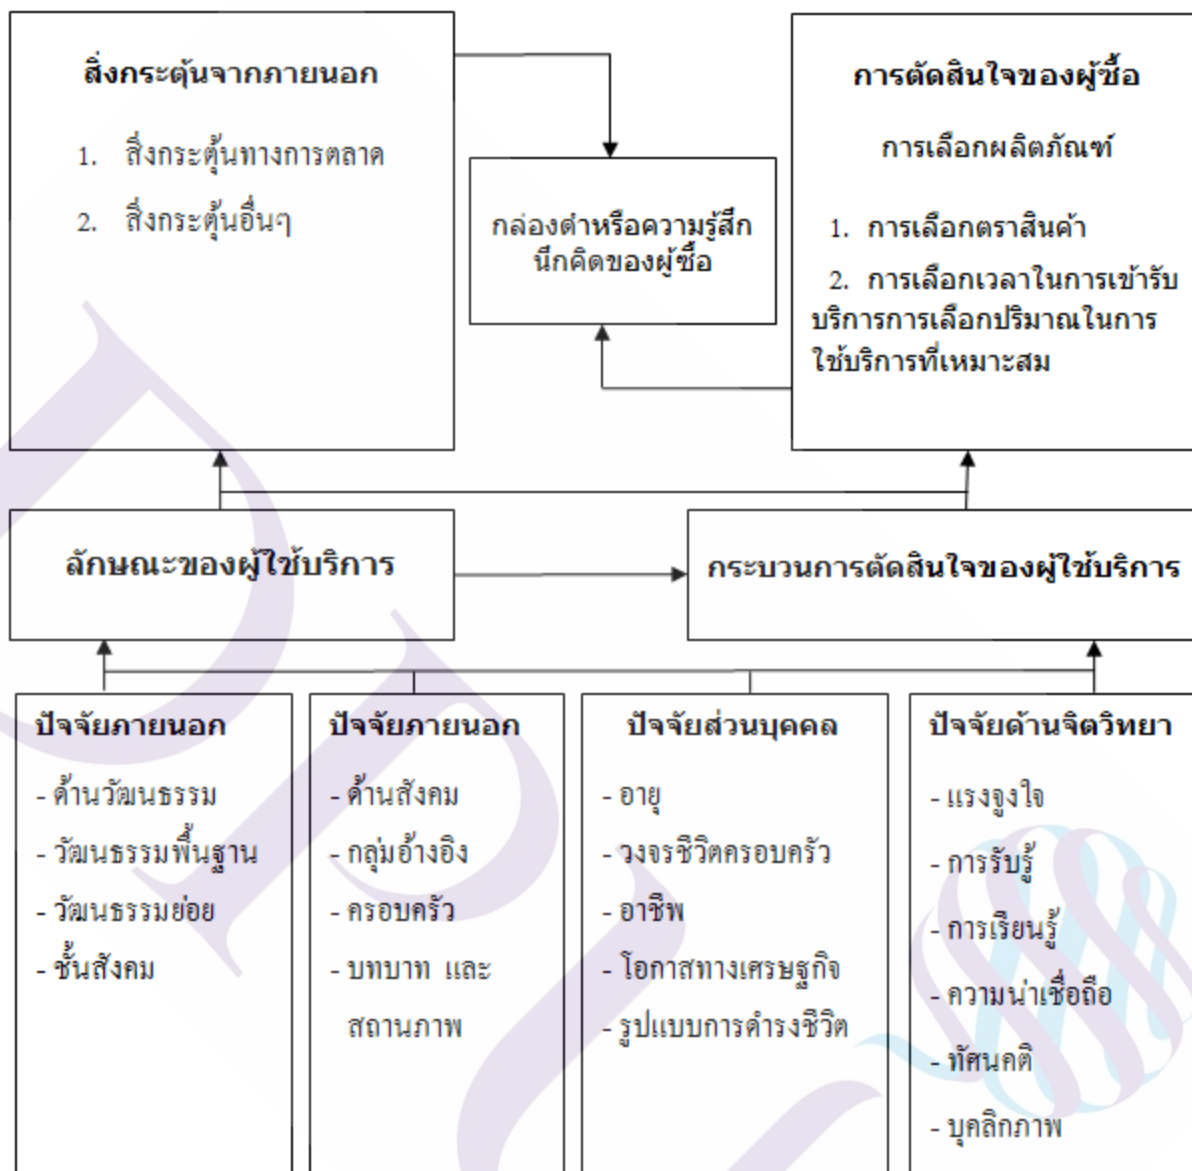 สิ่งกระตุ้นจากภายนอก
1. สิ่งกระตุ้นทางการตลาด
2. สิ่งกระตุ้นอื่นๆ
กล่องดำหรือความรู้สึก
นึกคิดของผู้ซื้อ
การตัดสินใจของผู้ซื้อ
การเลือกผลิตภัณฑ์
1. การเลือกตราสินค้า
2. การเลือกเวลาในการเข้ารับ
บริการการเลือกปริมาณในการ
ใช้บริการที่เหมาะสม
ลักษณะของผู้ใช้บริการ
กระบวนการตัดสินใจของผู้ใช้บริการ
ปัจจัยภายนอก
- ด้านวัฒนธรรม
- วัฒนธรรมพื้นฐาน
- วัฒนธรรมย่อย
- ชั้นสังคม
ปัจจัยภายนอก
- ด้านสังคม
- กลุ่มอ้างอิง
- ครอบครัว
- บทบาท และ
สถานภาพ
ปัจจัยส่วนบุคคล
- อายุ
- วงจรชีวิตครอบครัว
- อาชีพ
- โอกาสทางเศรษฐกิจ
- รูปแบบการดำรงชีวิต
ปัจจัยด้านจิตวิทยา
- แรงจูงใจ
- การรับรู้
- การเรียนรู้
- ความน่าเชื่อถือ
- ทัศนคติ
- บุคลิกภาพ